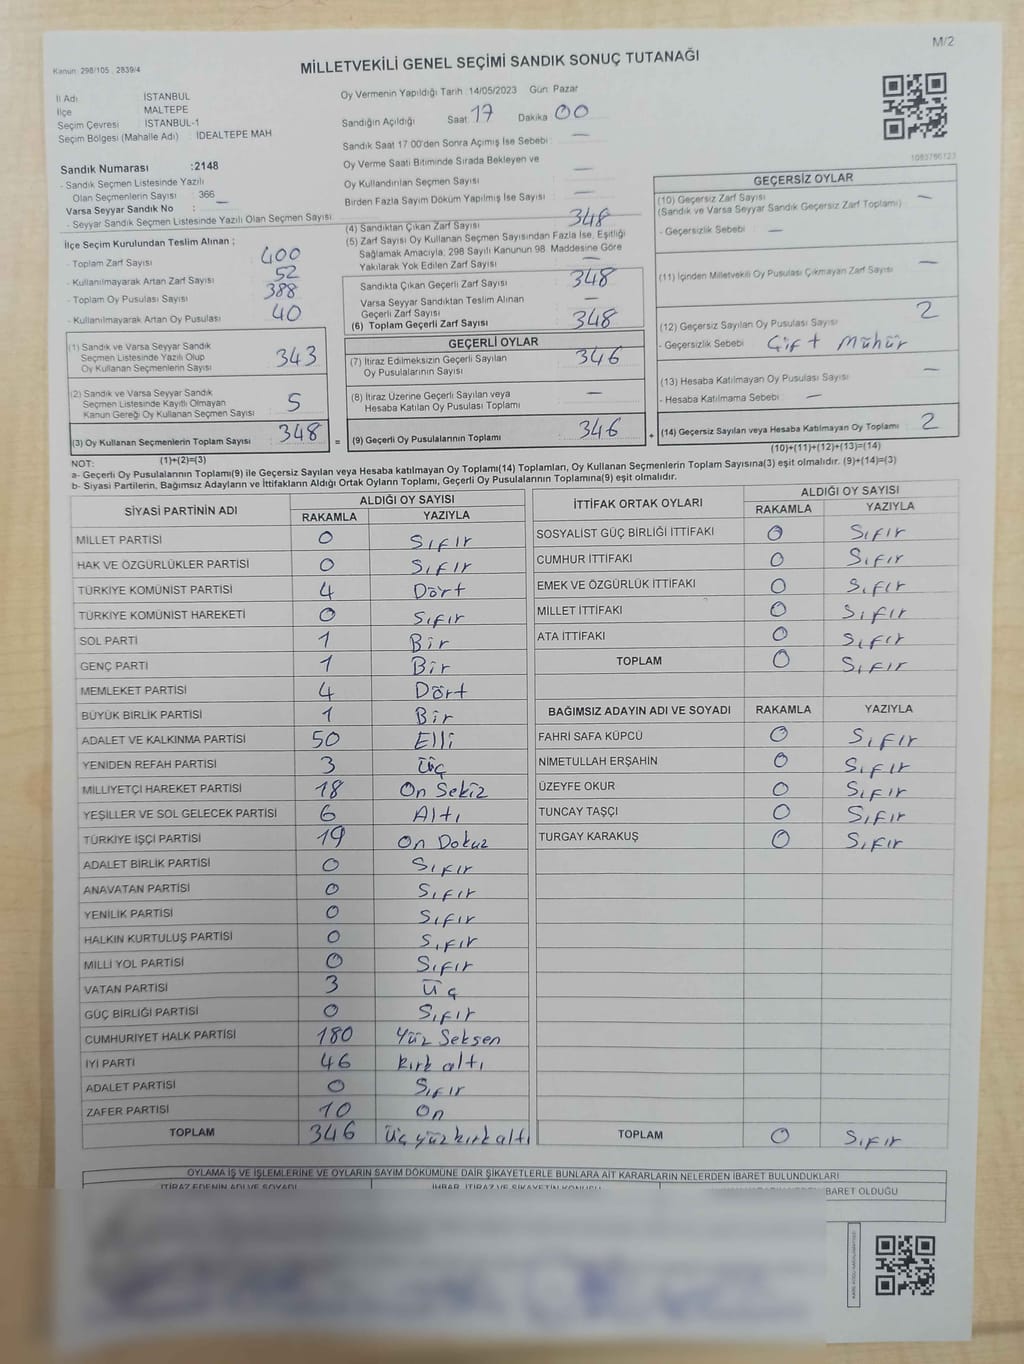 M/2
Kanun: 298/105 : 2839/4
MİLLETVEKİLİ GENEL SEÇİMİ SANDIK SONUÇ TUTANAĞI
İl Adı : İSTANBUL
İlçe : MALTEPE
Seçim Çevresi : İSTANBUL-1
Seçim Bölgesi (Mahalle Adı) : İDEALTEPE MAH
Sandık Numarası :2148
- Sandık Seçmen Listesinde Yazılı
Olan Seçmenlerin Sayısı : 366
Varsa Seyyar Sandık No : —
- Seyyar Sandık Seçmen Listesinde Yazılı Olan Seçmen Sayısı
İlçe Seçim Kurulundan Teslim Alınan ;
- Toplam Zarf Sayısı 400
- Kullanılmayarak Artan Zarf Sayısı 52
- Toplam Oy Pusulası Sayısı 388
- Kullanılmayarak Artan Oy Pusulası 40
(1) Sandık ve Varsa Seyyar Sandık
Seçmen Listesinde Yazılı Olup
Oy Kullanan Seçmenlerin Sayısı 343
(2) Sandık ve Varsa Seyyar Sandık
Seçmen Listesinde Kayıtlı Olmayan
Kanun Gereği Oy Kullanan Seçmen Sayısı 5
(3) Oy Kullanan Seçmenlerin Toplam Sayısı 348
(1)+(2)=(3)
Oy Vermenin Yapıldığı Tarih :14/05/2023 Gün: Pazar
Sandığın Açıldığı Saat : 17 Dakika : 00
Sandık Saat 17:00'den Sonra Açımış İse Sebebi : —
Oy Verme Saati Bitiminde Sırada Bekleyen ve
Oy Kullandırılan Seçmen Sayısı : —
Birden Fazla Sayım Döküm Yapılmış İse Sayısı : —
(4) Sandıktan Çıkan Zarf Sayısı 348
(5) Zarf Sayısı Oy Kullanan Seçmen Sayısından Fazla İse, Eşitliği
Sağlamak Amacıyla; 298 Sayılı Kanunun 98. Maddesine Göre
Yakılarak Yok Edilen Zarf Sayısı —
Sandıkta Çıkan Geçerli Zarf Sayısı 348
Varsa Seyyar Sandıktan Teslim Alınan
Geçerli Zarf Sayısı —
(6) Toplam Geçerli Zarf Sayısı 348
GEÇERLİ OYLAR
(7) İtiraz Edilmeksizin Geçerli Sayılan
Oy Pusulalarının Sayısı 346
(8) İtiraz Üzerine Geçerli Sayılan veya
Hesaba Katılan Oy Pusulası Toplamı —
= (9) Geçerli Oy Pusulalarının Toplamı 346
1083766123
GEÇERSİZ OYLAR
(10) Geçersiz Zarf Sayısı —
(Sandık ve Varsa Seyyar Sandık Geçersiz Zarf Toplamı)
- Geçersizlik Sebebi : —
(11) İçinden Milletvekili Oy Pusulası Çıkmayan Zarf Sayısı —
(12) Geçersiz Sayılan Oy Pusulası Sayısı 2
- Geçersizlik Sebebi : Çift Mühür
(13) Hesaba Katılmayan Oy Pusulası Sayısı —
- Hesaba Katılmama Sebebi : —
+ (14) Geçersiz Sayılan veya Hesaba Katılmayan Oy Toplamı 2
(10)+(11)+(12)+(13)=(14)
NOT:
a- Geçerli Oy Pusulalarının Toplamı(9) ile Geçersiz Sayılan veya Hesaba katılmayan Oy Toplamı(14) Toplamları, Oy Kullanan Seçmenlerin Toplam Sayısına(3) eşit olmalıdır. (9)+(14)=(3)
b- Siyasi Partilerin, Bağımsız Adayların ve İttifakların Aldığı Ortak Oyların Toplamı, Geçerli Oy Pusulalarının Toplamına(9) eşit olmalıdır.
SİYASİ PARTİNİN ADI ALDIĞI OY SAYISI
RAKAMLA YAZIYLA
MİLLET PARTİSİ 0 Sıfır
HAK VE ÖZGÜRLÜKLER PARTİSİ 0 Sıfır
TÜRKİYE KOMÜNİST PARTİSİ 4 Dört
TÜRKİYE KOMÜNİST HAREKETİ 0 Sıfır
SOL PARTİ 1 Bir
GENÇ PARTİ 1 Bir
MEMLEKET PARTİSİ 4 Dört
BÜYÜK BİRLİK PARTİSİ 1 Bir
ADALET VE KALKINMA PARTİSİ 50 Elli
YENİDEN REFAH PARTİSİ 3 Üç
MİLLİYETÇİ HAREKET PARTİSİ 18 On Sekiz
YEŞİLLER VE SOL GELECEK PARTİSİ 6 Altı
TÜRKİYE İŞÇİ PARTİSİ 19 On Dokuz
ADALET BİRLİK PARTİSİ 0 Sıfır
ANAVATAN PARTİSİ 0 Sıfır
YENİLİK PARTİSİ 0 Sıfır
HALKIN KURTULUŞ PARTİSİ 0 Sıfır
MİLLİ YOL PARTİSİ 0 Sıfır
VATAN PARTİSİ 3 Üç
GÜÇ BİRLİĞİ PARTİSİ 0 Sıfır
CUMHURİYET HALK PARTİSİ 180 Yüz Seksen
İYİ PARTİ 46 kırk altı
ADALET PARTİSİ 0 Sıfır
ZAFER PARTİSİ 10 On
TOPLAM 346 Üç yüz kırk altı
İTTİFAK ORTAK OYLARI ALDIĞI OY SAYISI
RAKAMLA YAZIYLA
SOSYALİST GÜÇ BİRLİĞİ İTTİFAKI 0 Sıfır
CUMHUR İTTİFAKI 0 Sıfır
EMEK VE ÖZGÜRLÜK İTTİFAKI 0 Sıfır
MİLLET İTTİFAKI 0 Sıfır
ATA İTTİFAKI 0 Sıfır
TOPLAM 0 Sıfır
BAĞIMSIZ ADAYIN ADI VE SOYADI RAKAMLA YAZIYLA
FAHRİ SAFA KÜPCÜ 0 Sıfır
NİMETULLAH ERŞAHİN 0 Sıfır
ÜZEYFE OKUR 0 Sıfır
TUNCAY TAŞÇI 0 Sıfır
TURGAY KARAKUŞ 0 Sıfır
TOPLAM 0 Sıfır
OYLAMA İŞ VE İŞLEMLERİNE VE OYLARIN SAYIM DÖKÜMÜNE DAİR ŞİKAYETLERLE BUNLARA AİT KARARLARIN NELERDEN İBARET BULUNDUKLARI
İTİRAZ EDENİN ADI VE SOYADI İHBAR, İTİRAZ VE ŞİKAYETİN KONUSU BARET OLDUĞU